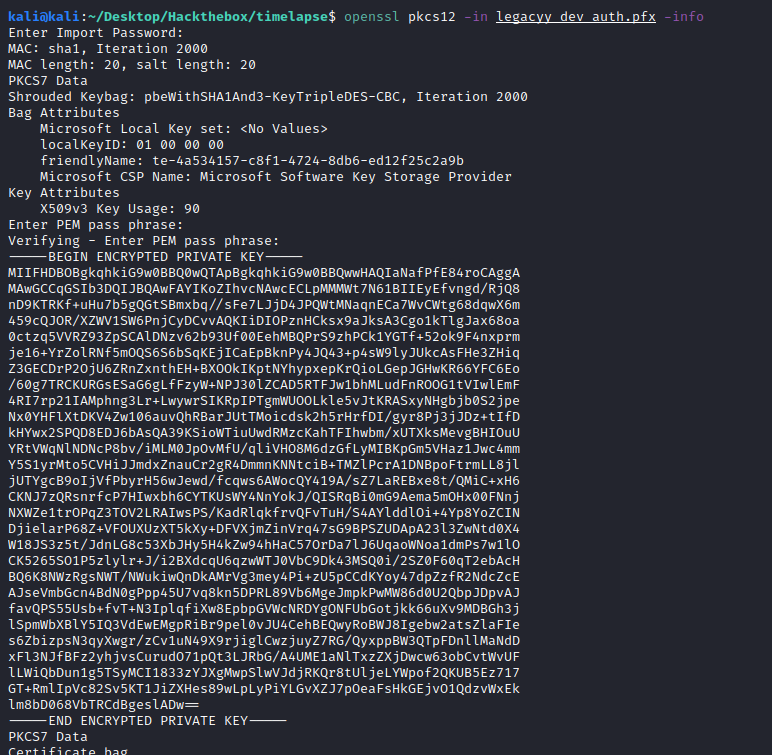 kali@kali:~/Desktop/Hackthebox/timelapse$ openssl pkcs12 -in legacyy_dev_auth.pfx -info
Enter Import Password:
MAC: sha1, Iteration 2000
MAC length: 20, salt length: 20
PKCS7 Data
Shrouded Keybag: pbeWithSHA1And3-KeyTripleDES-CBC, Iteration 2000
Bag Attributes
    Microsoft Local Key set: <No Values>
    localKeyID: 01 00 00 00
    friendlyName: te-4a534157-c8f1-4724-8db6-ed12f25c2a9b
    Microsoft CSP Name: Microsoft Software Key Storage Provider
Key Attributes
    X509v3 Key Usage: 90
Enter PEM pass phrase:
Verifying - Enter PEM pass phrase:
-----BEGIN ENCRYPTED PRIVATE KEY-----
MIIFHDBOBgkqhkiG9w0BBQ0wQTApBgkqhkiG9w0BBQwwHAQIaNafPfE84roCAggA
MAwGCCqGSIb3DQIJBQAwFAYIKoZIhvcNAwcECLpMMMWt7N61BIIEyEfvngd/RjQ8
nD9KTRKf+uHu7b5gQGtSBmxbq//sFe7LJjD4JPQWtMNaqnECa7WvCWtg68dqwX6m
459cQJOR/XZWV1SW6PnjCyDCvvAQKIiDIOPznHCksx9aJksA3Cgo1kTlgJax68oa
0ctzq5VVRZ93ZpSCAlDNzv62b93Uf00EehMBQPrS9zhPCk1YGTf+52ok9F4nxprm
je16+YrZolRNf5mOQS6S6bSqKEjICaEpBknPy4JQ43+p4sW9lyJUkcAsFHe3ZHiq
Z3GECDrP2OjU6ZRnZxnthEH+BXOOkIKptNYhypxepKrQioLGepJGHwKR66YFC6Eo
/60g7TRCKURGsESaG6gLfFzyW+NPJ30lZCAD5RTFJw1bhMLudFnROOG1tVIwlEmF
4RI7rp21IAMphng3Lr+LwywrSIKRpIPTgmWUOOLkle5vJtKRASxyNHgbjb0S2jpe
Nx0YHFlXtDKV4Zw106auvQhRBarJUtTMoicdsk2h5rHrfDI/gyr8Pj3jJDz+tIfD
kHYwx2SPQD8EDJ6bAsQA39KSioWTiuUwdRMzcKahTFIhwbm/xUTXksMevgBHIOuU
YRtVWqNlNDNcP8bv/iMLM0JpOvMfU/qliVHO8M6dzGfLyMIBKpGm5VHaz1Jwc4mm
Y5S1yrMto5CVHiJJmdxZnauCr2gR4DmmnKNNtciB+TMZlPcrA1DNBpoFtrmLL8jl
jUTYgcB9oIjVfPbyrH56wJewd/fcqws6AWocQY419A/sZ7LaREBxe8t/QMiC+xH6
CKNJ7zQRsnrfcP7HIwxbh6CYTKUsWY4NnYokJ/QISRqBi0mG9Aema5mOHx00FNnj
NXWZe1trOPqZ3TOV2LRAIwsPS/KadRlqkfrvQFvTuH/S4AYlddlOi+4Yp8YoZCIN
DjielarP68Z+VFOUXUzXT5kXy+DFVXjmZinVrq47sG9BPSZUDApA23l3ZwNtd0X4
W18JS3z5t/JdnLG8c53XbJHy5H4kZw94hHaC57OrDa7lJ6UqaoWNoa1dmPs7w1lO
CK5265SO1P5zlylr+J/i2BXdcqU6qzwWTJ0VbC9Dk43MSQ0i/2SZ0F60qT2ebAcH
BQ6K8NWzRgsNWT/NWukiwQnDkAMrVg3mey4Pi+zU5pCCdKYoy47dpZzfR2NdcZcE
AJseVmbGcn4BdN0gPpp45U7vq8kn5DPRL89Vb6MgeJmpkPwMW86d0U2QbpJDpvAJ
favQPS55Usb+fvT+N3IplqfiXw8EpbpGVWcNRDYgONFUbGotjkk66uXv9MDBGh3j
lSpmWbXBlY5IQ3VdEwEMgpRiBr9pel0vJU4CehBEQwyRoBWJ8Igebw2atsZlaFIe
s6ZbizpsN3qyXwgr/zCv1uN49X9rjiglCwzjuyZ7RG/QyxppBW3QTpFDnllMaNdD
xFl3NJfBFz2yhjvsCurudO71pQt3LJRbG/A4UME1aNlTxzZXjDwcw63obCvtWvUF
lLWiQbDun1g5TSyMCI1833zYJXgMwpSlwVJdjRKQr8tUljeLYWpof2QKUB5Ez717
GT+RmlIpVc82Sv5KT1JiZXHes89wLpLyPiYLGvXZJ7pOeaFsHkGEjvO1QdzvWxEk
lm8bD068VbTRCdBgeslADw==
-----END ENCRYPTED PRIVATE KEY-----
PKCS7 Data
Certificate bag